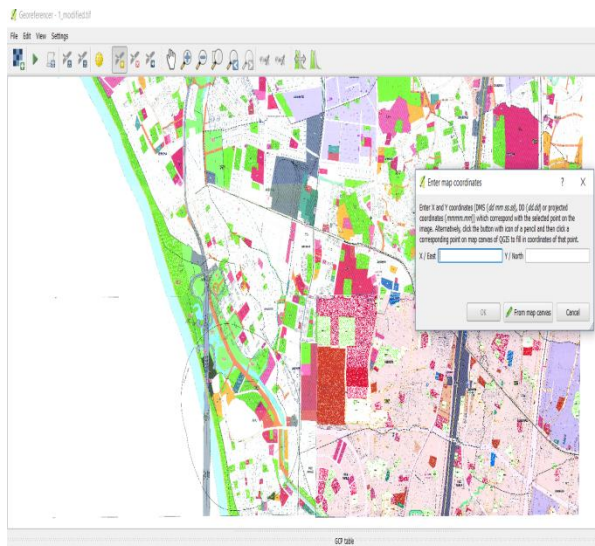 Georeferencer - 1_modified.tif
File Edit View Settings
Enter map coordinates
? X
Enter X and Y coordinates (DMS (dd mm ss.ss), DD (dd.dd) or projected
coordinates (mmmm.mm)) which correspond with the selected point on the
image. Alternatively, click the button with icon of a pencil and then click a
corresponding point on map canvas of QGIS to fill in coordinates of that point.
X / East Y / North
OK From map canvas Cancel
GCP table